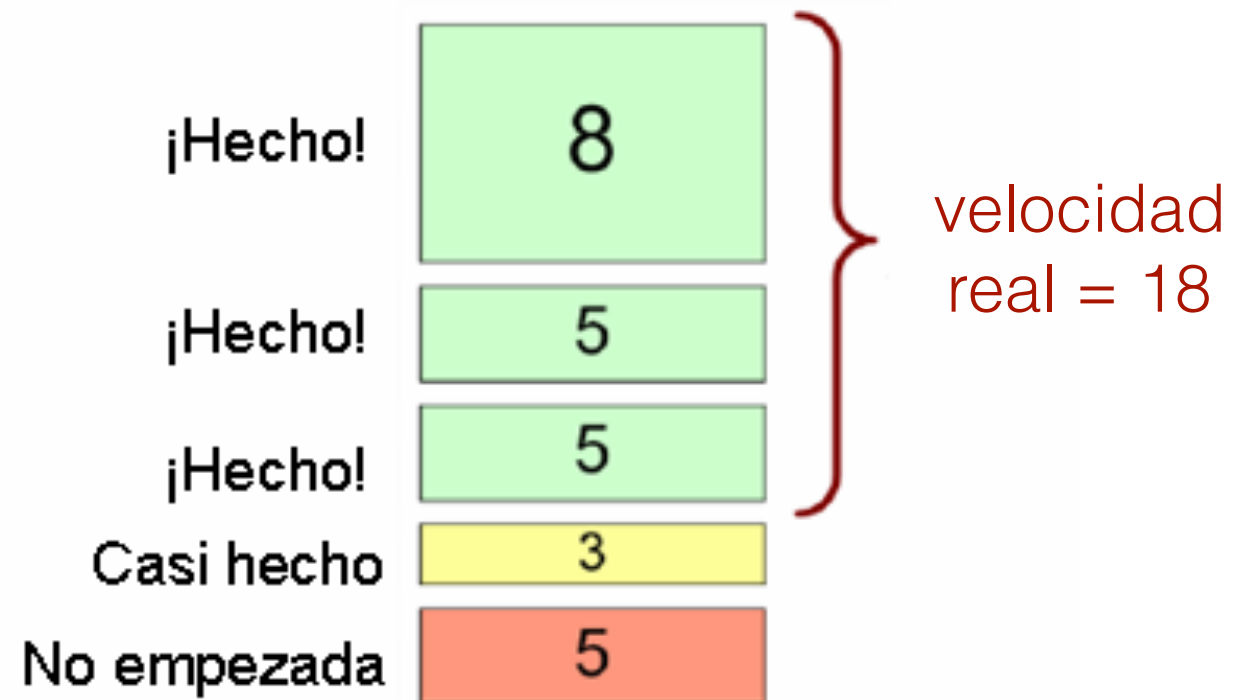 ¡Hecho! 8
¡Hecho! 5
¡Hecho! 5
Casi hecho 3
No empezada 5
velocidad
real = 18